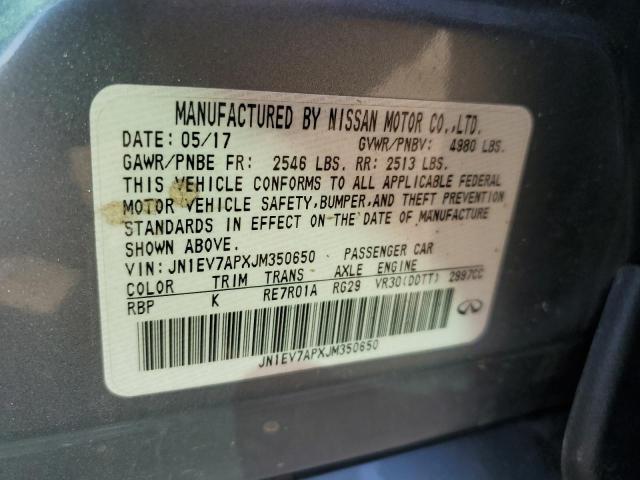 MANUFACTURED BY NISSAN MOTOR CO.,LTD.
DATE: 05/17 GVWR/PNBV: 4980 LBS.
GAWR/PNBE FR: 2546 LBS. RR: 2513 LBS.
THIS VEHICLE CONFORMS TO ALL APPLICABLE FEDERAL
MOTOR VEHICLE SAFETY,BUMPER,AND THEFT PREVENTION
STANDARDS IN EFFECT ON THE DATE OF MANUFACTURE
SHOWN ABOVE.
VIN: JN1EV7APXJM350650 PASSENGER CAR
COLOR TRIM TRANS AXLE ENGINE
RBP K RE7R01A RG29 VR30(DDTT) 2997CC
JN1EV7APXJM350650